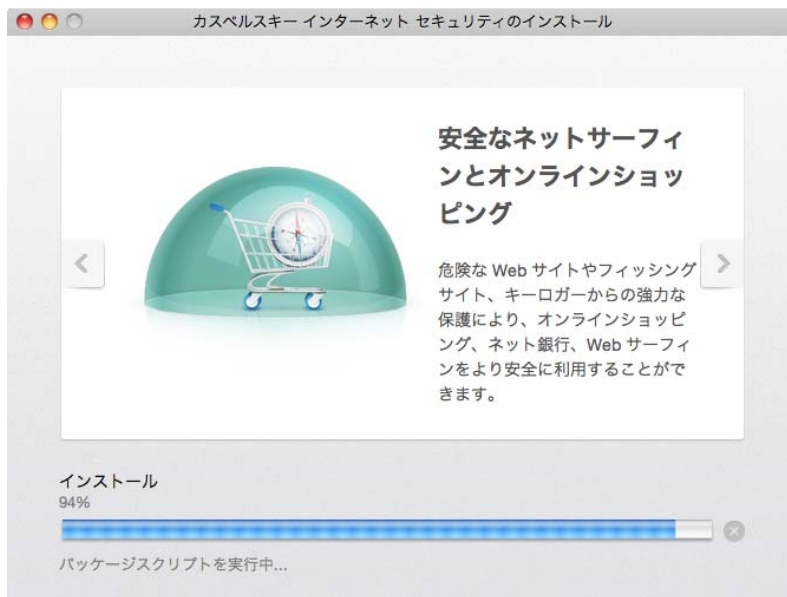 カスペルスキー インターネット セキュリティのインストール
安全なネットサーフィ
ンとオンラインショッ
ピング
危険な Web サイトやフィッシング
サイト、キーロガーからの強力な
保護により、オンラインショッピ
ング、ネット銀行、Web サーフィ
ンをより安全に利用することがで
きます。
インストール
94%
パッケージスクリプトを実行中...